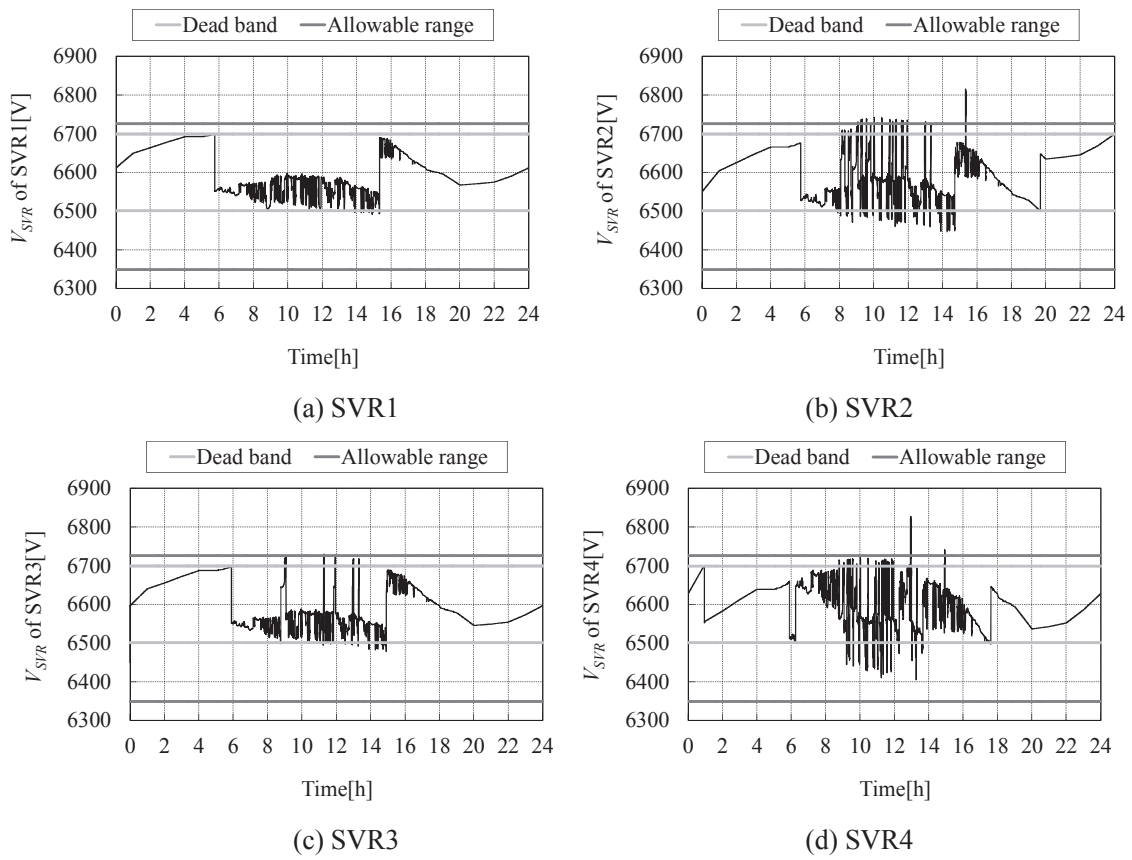 Dead band Allowable range
6900
6800
6700
6600
6500
6400
6300
V_SVR of SVR1[V]
0 2 4 6 8 10 12 14 16 18 20 22 24
Time[h]
(a) SVR1
Dead band Allowable range
6900
6800
6700
6600
6500
6400
6300
V_SVR of SVR2[V]
0 2 4 6 8 10 12 14 16 18 20 22 24
Time[h]
(b) SVR2
Dead band Allowable range
6900
6800
6700
6600
6500
6400
6300
V_SVR of SVR3[V]
0 2 4 6 8 10 12 14 16 18 20 22 24
Time[h]
(c) SVR3
Dead band Allowable range
6900
6800
6700
6600
6500
6400
6300
V_SVR of SVR4[V]
0 2 4 6 8 10 12 14 16 18 20 22 24
Time[h]
(d) SVR4